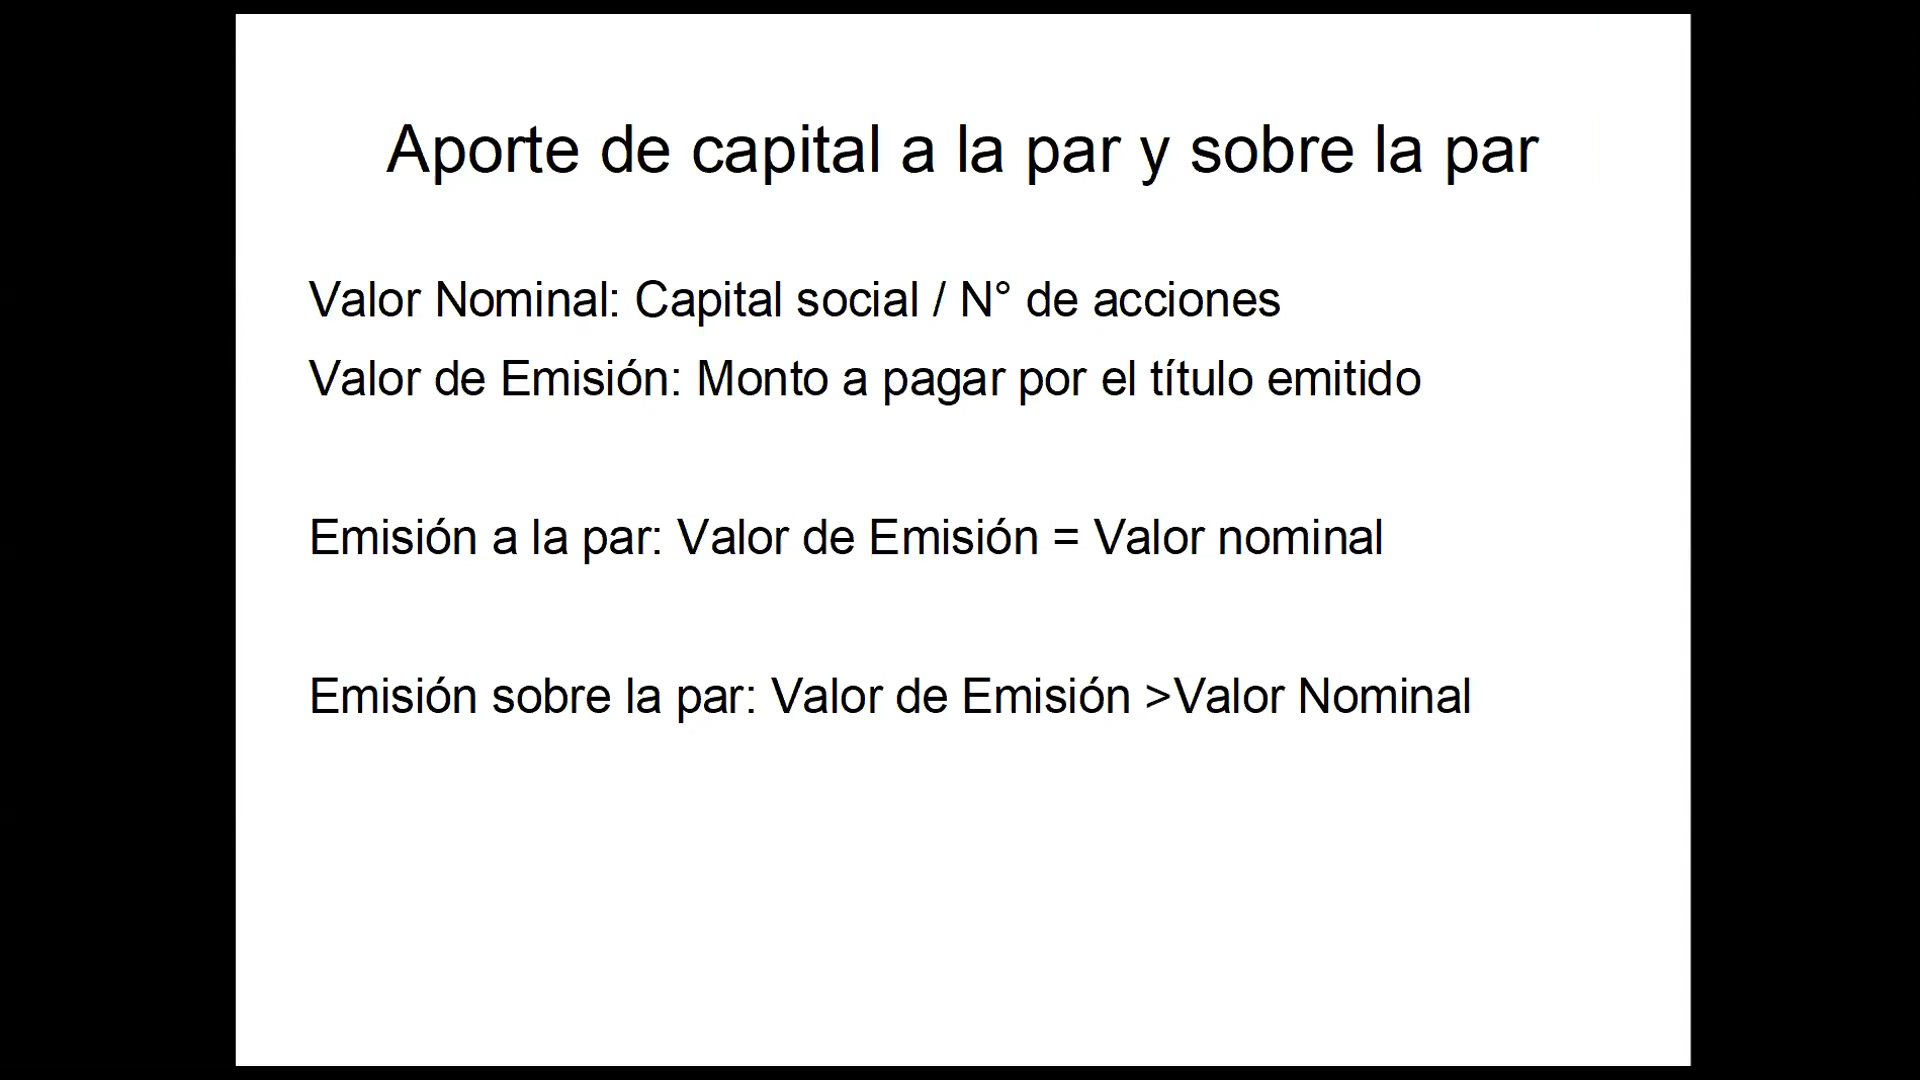 Aporte de capital a la par y sobre la par
Valor Nominal: Capital social / N° de acciones
Valor de Emisión: Monto a pagar por el título emitido
Emisión a la par: Valor de Emisión = Valor nominal
Emisión sobre la par: Valor de Emisión >Valor Nominal